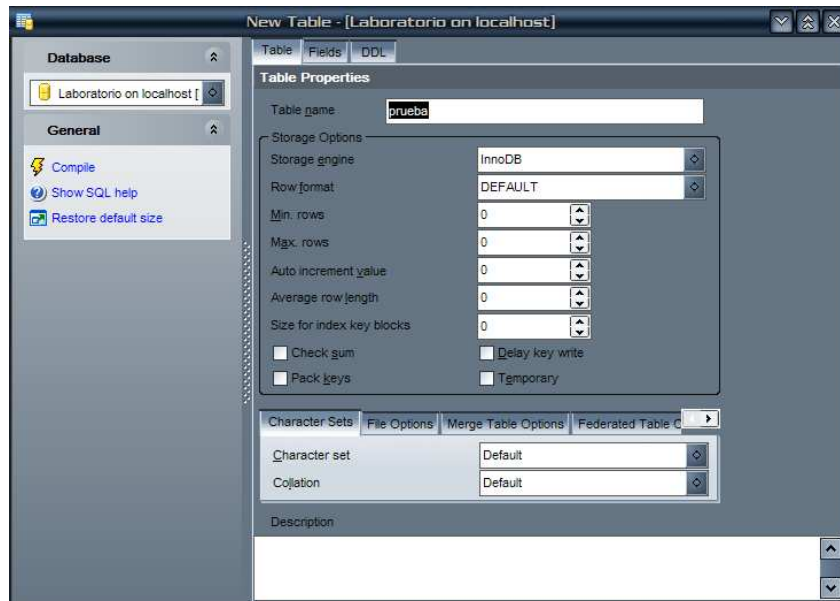 New Table - [Laboratorio on localhost]
Database
Laboratorio on localhost [
General
Compile
Show SQL help
Restore default size
Table Fields DDL
Table Properties
Table name prueba
Storage Options
Storage engine InnoDB
Row format DEFAULT
Min. rows 0
Max. rows 0
Auto increment value 0
Average row length 0
Size for index key blocks 0
Check sum Delay key write
Pack keys Temporary
Character Sets File Options Merge Table Options Federated Table
Character set Default
Collation Default
Description